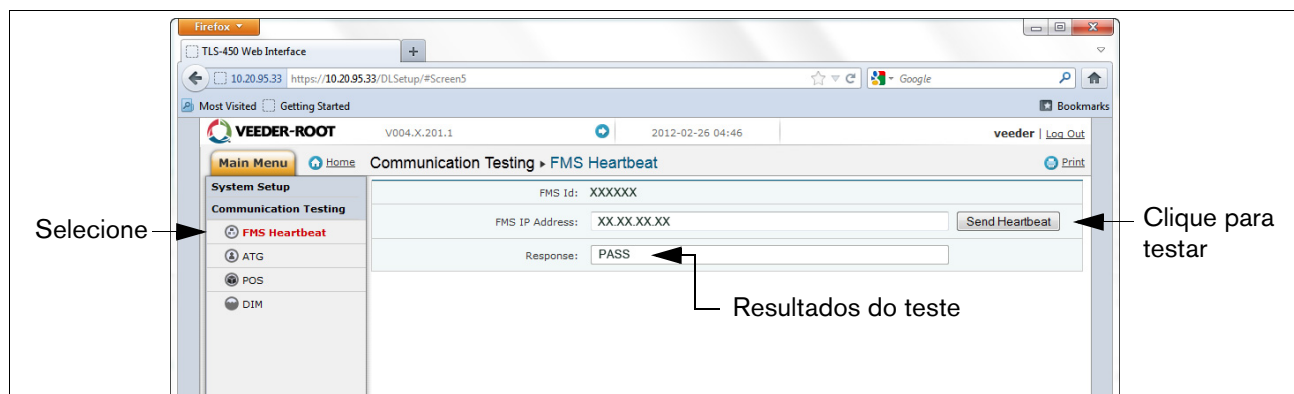 Firefox
TLS-450 Web Interface
10.20.95.33 https://10.20.95.33/DLSetup/#Screen5
Google
Most Visited Getting Started
Bookmarks
VEEDER-ROOT V004.X.201.1 2012-02-26 04:46 veeder | Log Out
Main Menu Home Communication Testing ▸ FMS Heartbeat Print
System Setup
Communication Testing
FMS Heartbeat
ATG
POS
DIM
FMS Id: XXXXXX
FMS IP Address: XX.XX.XX.XX Send Heartbeat
Response: PASS
Selecione
Clique para
testar
Resultados do teste